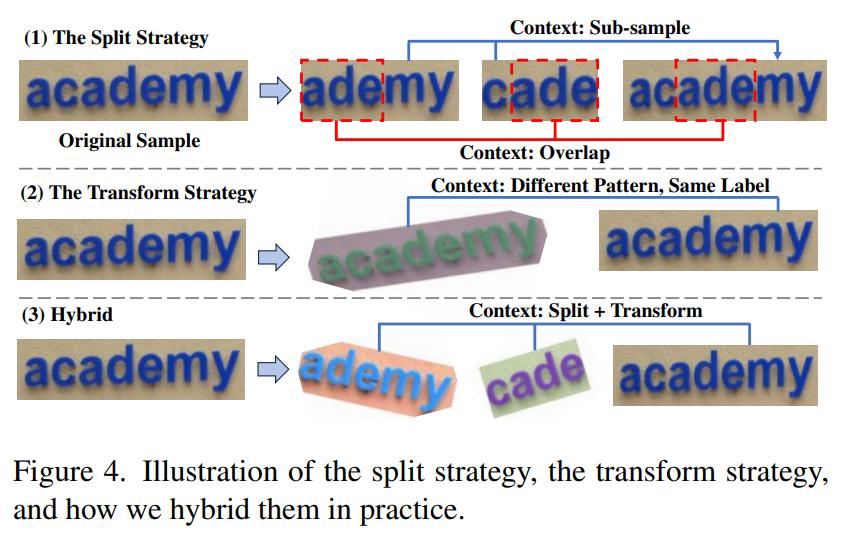 (1) The Split Strategy
Context: Sub-sample
academy
ademy
cade
academy
Original Sample
Context: Overlap
(2) The Transform Strategy
Context: Different Pattern, Same Label
academy
academy
academy
(3) Hybrid
Context: Split + Transform
academy
ademy
cade
academy
Figure 4. Illustration of the split strategy, the transform strategy,
and how we hybrid them in practice.